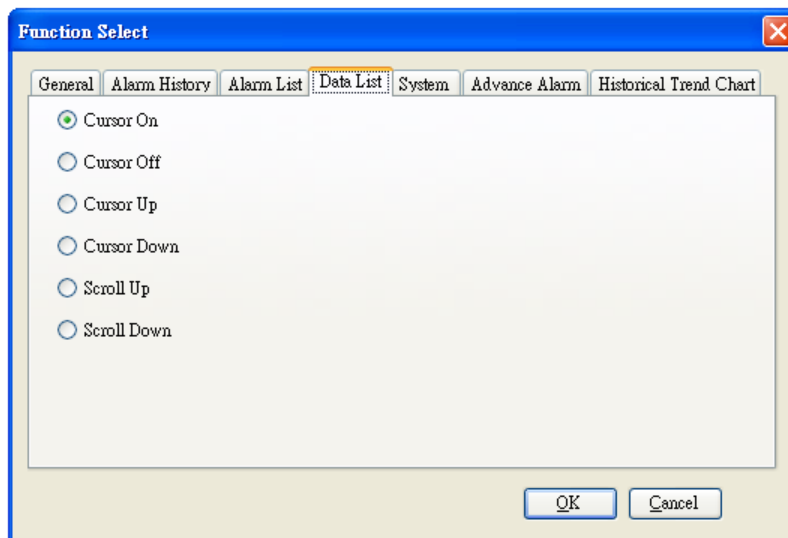 Function Select
General Alarm History Alarm List Data List System Advance Alarm Historical Trend Chart
Cursor On
Cursor Off
Cursor Up
Cursor Down
Scroll Up
Scroll Down
OK Cancel